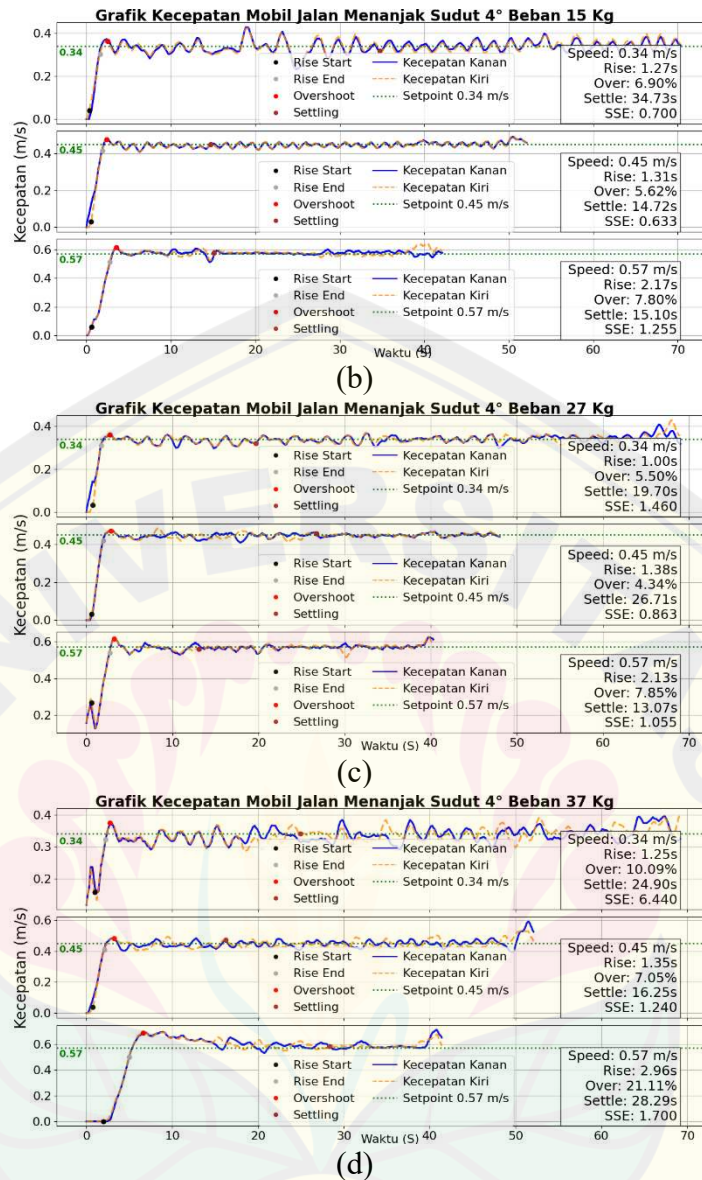 Grafik Kecepatan Mobil Jalan Menanjak Sudut 4° Beban 15 Kg
Kecepatan (m/s)
0.4
0.34
0.2
0.0
Rise Start
Rise End
Overshoot
Settling
Kecepatan Kanan
Kecepatan Kiri
Setpoint 0.34 m/s
Speed: 0.34 m/s
Rise: 1.27s
Over: 6.90%
Settle: 34.73s
SSE: 0.700
0.45
0.4
0.2
0.0
Rise Start
Rise End
Overshoot
Settling
Kecepatan Kanan
Kecepatan Kiri
Setpoint 0.45 m/s
Speed: 0.45 m/s
Rise: 1.31s
Over: 5.62%
Settle: 14.72s
SSE: 0.633
0.6
0.57
0.4
0.2
0.0
Rise Start
Rise End
Overshoot
Settling
Kecepatan Kanan
Kecepatan Kiri
Setpoint 0.57 m/s
Speed: 0.57 m/s
Rise: 2.17s
Over: 7.80%
Settle: 15.10s
SSE: 1.255
0 10 20 30 40 50 60 70
Waktu (S)
(b)
Grafik Kecepatan Mobil Jalan Menanjak Sudut 4° Beban 27 Kg
Kecepatan (m/s)
0.4
0.34
0.2
0.0
Rise Start
Rise End
Overshoot
Settling
Kecepatan Kanan
Kecepatan Kiri
Setpoint 0.34 m/s
Speed: 0.34 m/s
Rise: 1.00s
Over: 5.50%
Settle: 19.70s
SSE: 1.460
0.45
0.4
0.2
0.0
Rise Start
Rise End
Overshoot
Settling
Kecepatan Kanan
Kecepatan Kiri
Setpoint 0.45 m/s
Speed: 0.45 m/s
Rise: 1.38s
Over: 4.34%
Settle: 26.71s
SSE: 0.863
0.6
0.57
0.4
0.2
Rise Start
Rise End
Overshoot
Settling
Kecepatan Kanan
Kecepatan Kiri
Setpoint 0.57 m/s
Speed: 0.57 m/s
Rise: 2.13s
Over: 7.85%
Settle: 13.07s
SSE: 1.055
0 10 20 30 40 50 60 70
Waktu (S)
(c)
Grafik Kecepatan Mobil Jalan Menanjak Sudut 4° Beban 37 Kg
Kecepatan (m/s)
0.4
0.34
0.3
0.2
Rise Start
Rise End
Overshoot
Settling
Kecepatan Kanan
Kecepatan Kiri
Setpoint 0.34 m/s
Speed: 0.34 m/s
Rise: 1.25s
Over: 10.09%
Settle: 24.90s
SSE: 6.440
0.6
0.45
0.4
0.2
0.0
Rise Start
Rise End
Overshoot
Settling
Kecepatan Kanan
Kecepatan Kiri
Setpoint 0.45 m/s
Speed: 0.45 m/s
Rise: 1.35s
Over: 7.05%
Settle: 16.25s
SSE: 1.240
0.6
0.57
0.4
0.2
0.0
Rise Start
Rise End
Overshoot
Settling
Kecepatan Kanan
Kecepatan Kiri
Setpoint 0.57 m/s
Speed: 0.57 m/s
Rise: 2.96s
Over: 21.11%
Settle: 28.29s
SSE: 1.700
0 10 20 30 40 50 60 70
Waktu (S)
(d)